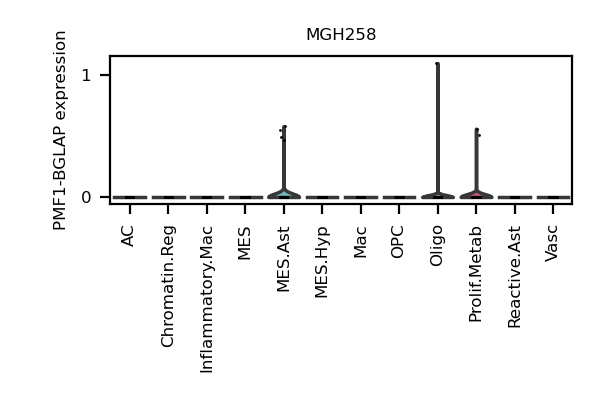 MGH258
PMF1-BGLAP expression
1
0
AC
Chromatin.Reg
Inflammatory.Mac
MES
MES.Ast
MES.Hyp
Mac
OPC
Oligo
Prolif.Metab
Reactive.Ast
Vasc